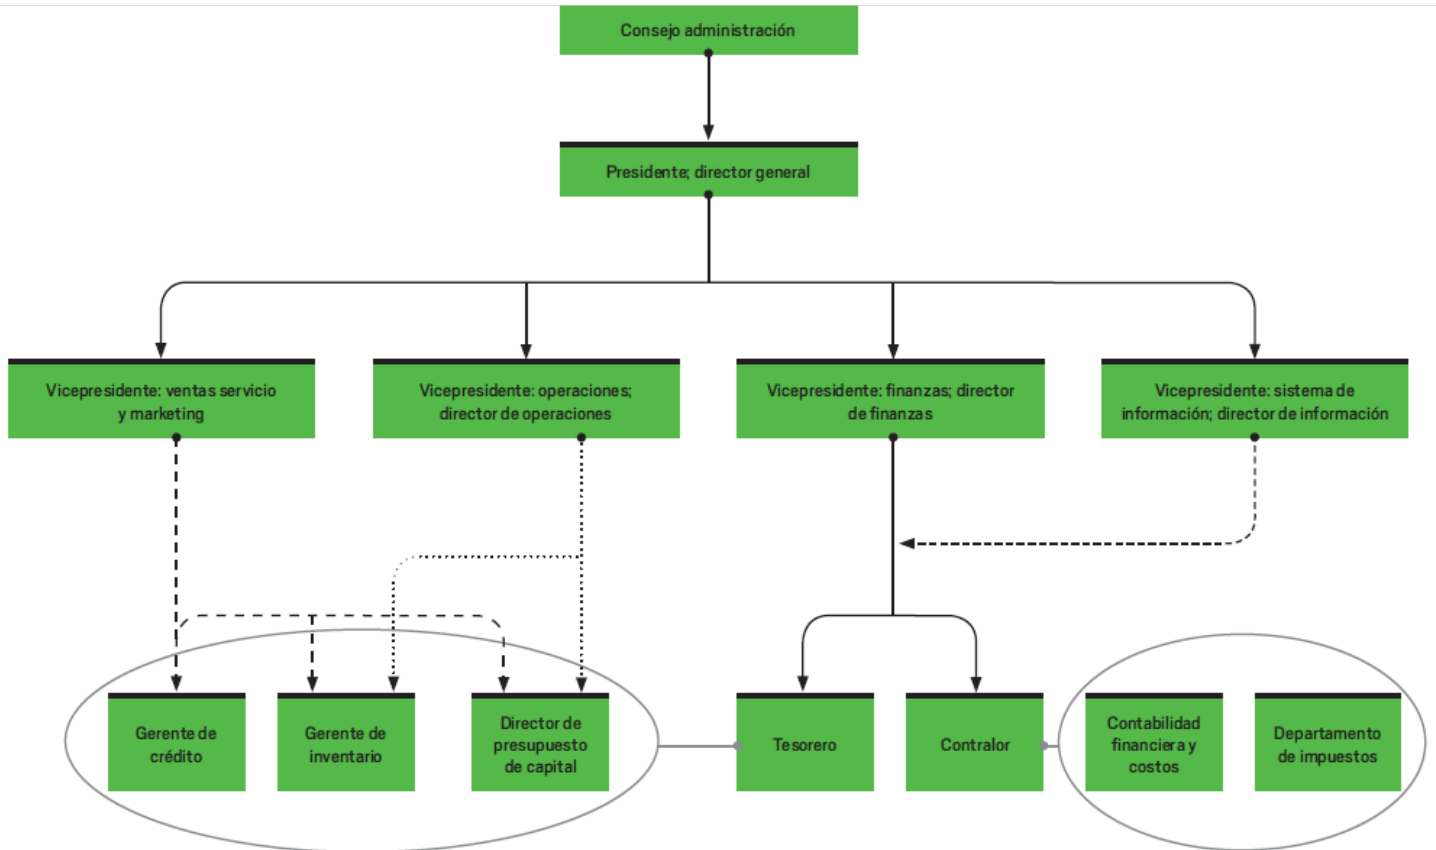 Consejo administración
Presidente; director general
Vicepresidente: ventas servicio
y marketing
Vicepresidente: operaciones;
director de operaciones
Vicepresidente: finanzas; director
de finanzas
Vicepresidente: sistema de
información; director de información
Gerente de
crédito
Gerente de
inventario
Director de
presupuesto
de capital
Tesorero
Contralor
Contabilidad
financiera y
costos
Departamento
de impuestos